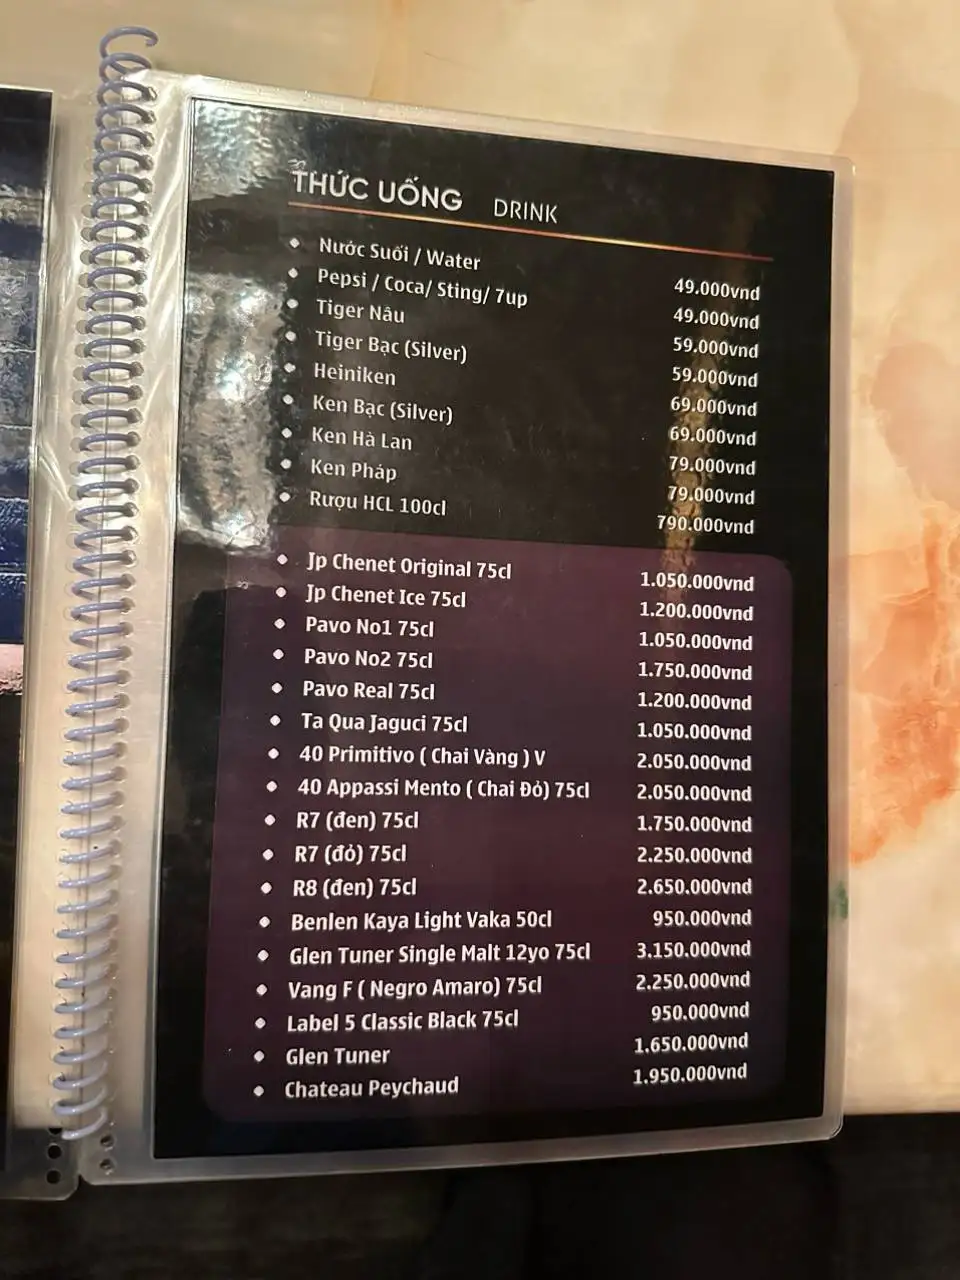 THỨC UỐNG DRINK
Nước Suối / Water 49.000vnd
Pepsi / Coca/ Sting/ 7up 49.000vnd
Tiger Nâu 59.000vnd
Tiger Bạc (Silver) 59.000vnd
Heiniken 69.000vnd
Ken Bạc (Silver) 69.000vnd
Ken Hà Lan 79.000vnd
Ken Pháp 79.000vnd
Rượu HCL 100cl 790.000vnd
Jp Chenet Original 75cl 1.050.000vnd
Jp Chenet Ice 75cl 1.200.000vnd
Pavo No1 75cl 1.050.000vnd
Pavo No2 75cl 1.750.000vnd
Pavo Real 75cl 1.200.000vnd
Ta Qua Jaguci 75cl 1.050.000vnd
40 Primitivo ( Chai Vàng ) V 2.050.000vnd
40 Appassi Mento ( Chai Đỏ) 75cl 2.050.000vnd
R7 (đen) 75cl 1.750.000vnd
R7 (đỏ) 75cl 2.250.000vnd
R8 (đen) 75cl 2.650.000vnd
Benlen Kaya Light Vaka 50cl 950.000vnd
Glen Tuner Single Malt 12yo 75cl 3.150.000vnd
Vang F ( Negro Amaro) 75cl 2.250.000vnd
Label 5 Classic Black 75cl 950.000vnd
Glen Tuner 1.650.000vnd
Chateau Peychaud 1.950.000vnd